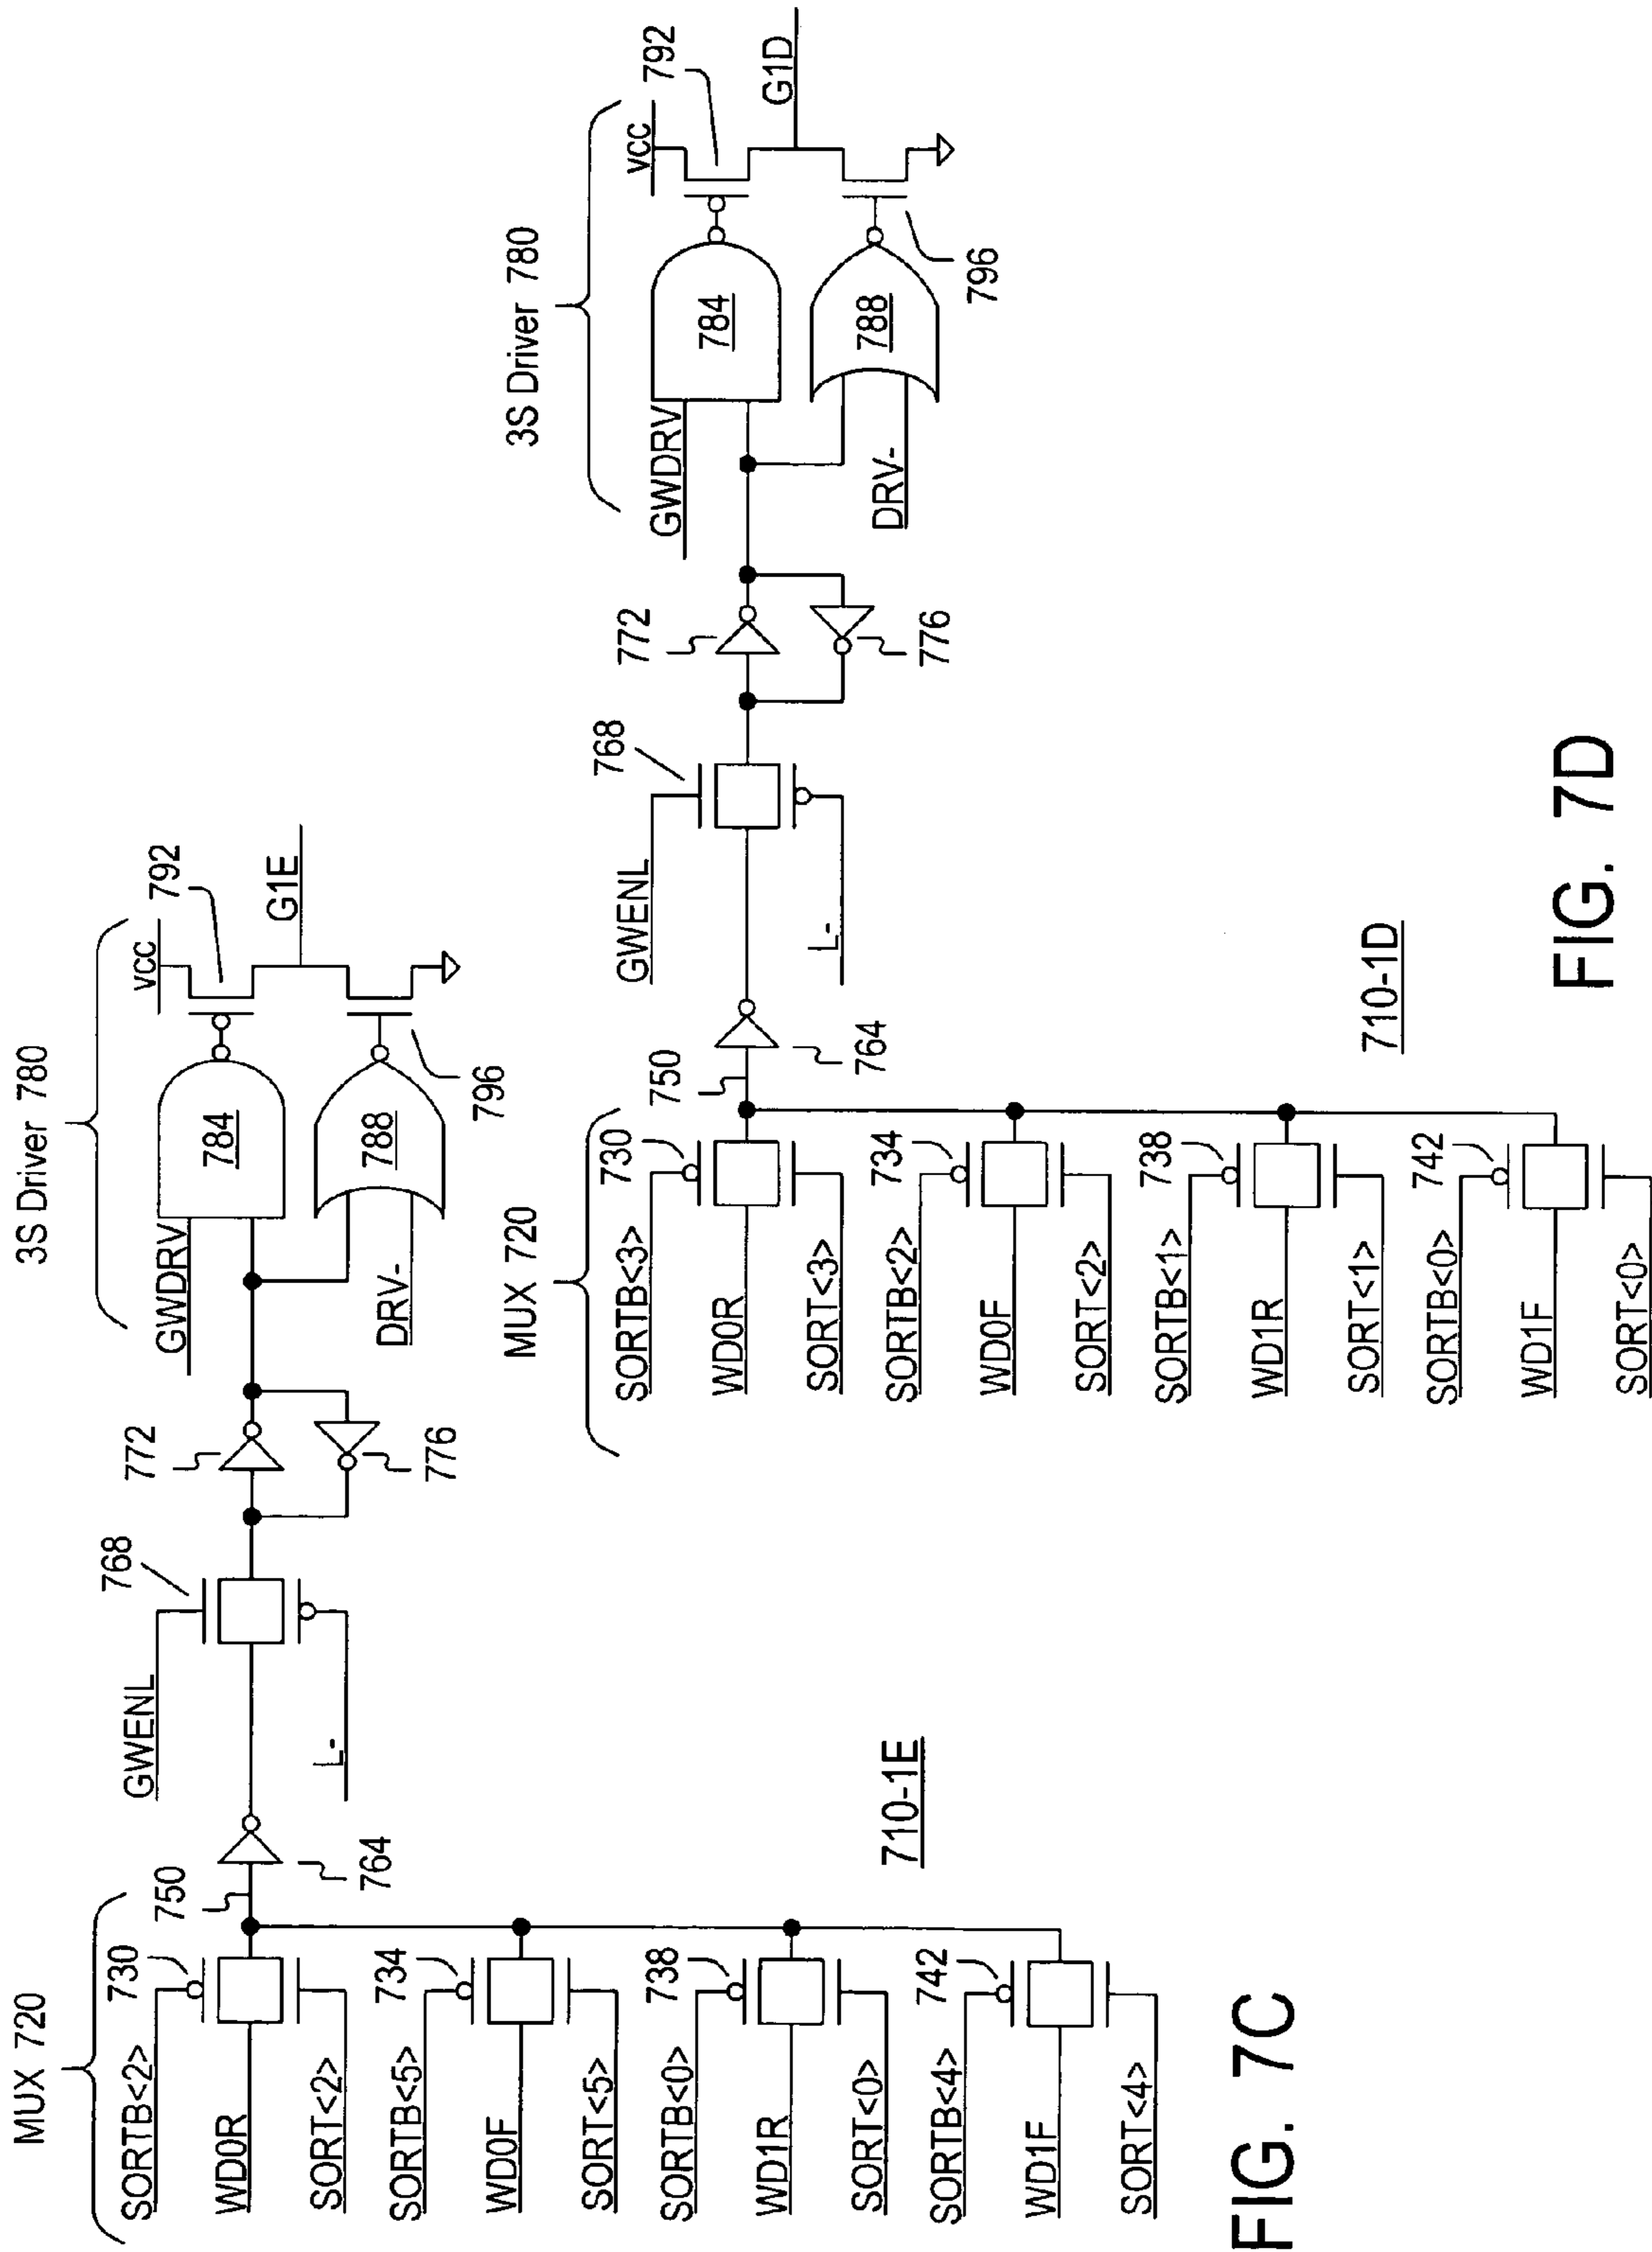 MUX 720
SORTB<2>
730
WD0R
SORT<2>
SORTB<5>
734
WD0F
SORT<5>
SORTB<0>
738
WD1R
SORT<0>
SORTB<4>
742
WD1F
SORT<4>
750
764
GWENL
L-
768
772
776
3S Driver 780
GWDRV
DRV-
784
788
VCC
792
796
G1E
710-1E
FIG. 7C
MUX 720
SORTB<3>
730
WD0R
SORT<3>
SORTB<2>
734
WD0F
SORT<2>
SORTB<1>
738
WD1R
SORT<1>
SORTB<0>
742
WD1F
SORT<0>
750
764
GWENL
L-
768
772
776
3S Driver 780
GWDRV
DRV-
784
788
VCC
792
796
G1D
710-1D
FIG. 7D